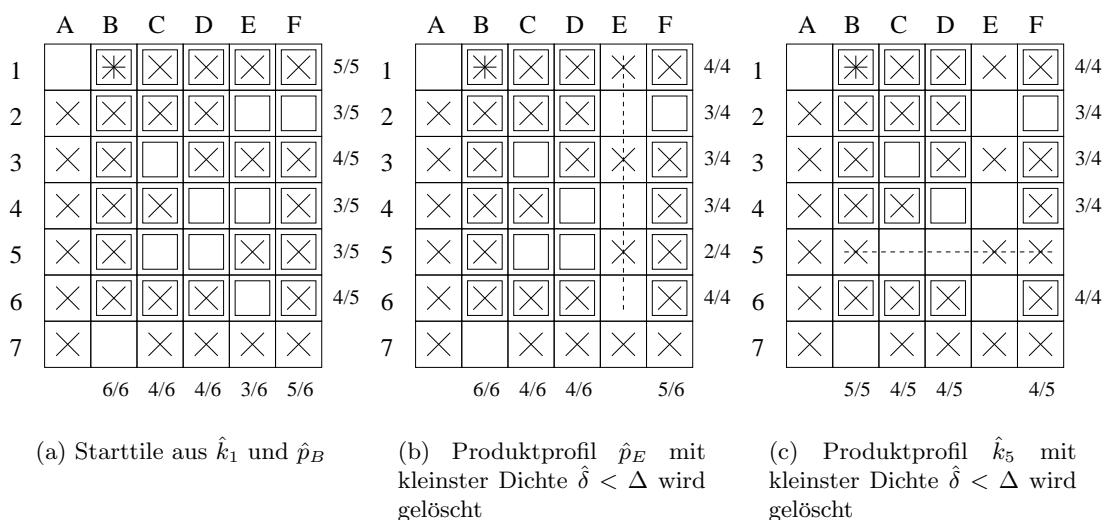 A B C D E F
1 5/5
2 3/5
3 4/5
4 3/5
5 3/5
6 4/5
7
6/6 4/6 4/6 3/6 5/6
(a) Starttile aus k̂₁ und p̂_B
A B C D E F
1 4/4
2 3/4
3 3/4
4 3/4
5 2/4
6 4/4
7
6/6 4/6 4/6 5/6
(b) Produktprofil p̂_E mit
kleinster Dichte δ̂ < Δ wird
gelöscht
A B C D E F
1 4/4
2 3/4
3 3/4
4 3/4
5
6 4/4
7
5/5 4/5 4/5 4/5
(c) Produktprofil k̂₅ mit
kleinster Dichte δ̂ < Δ wird
gelöscht